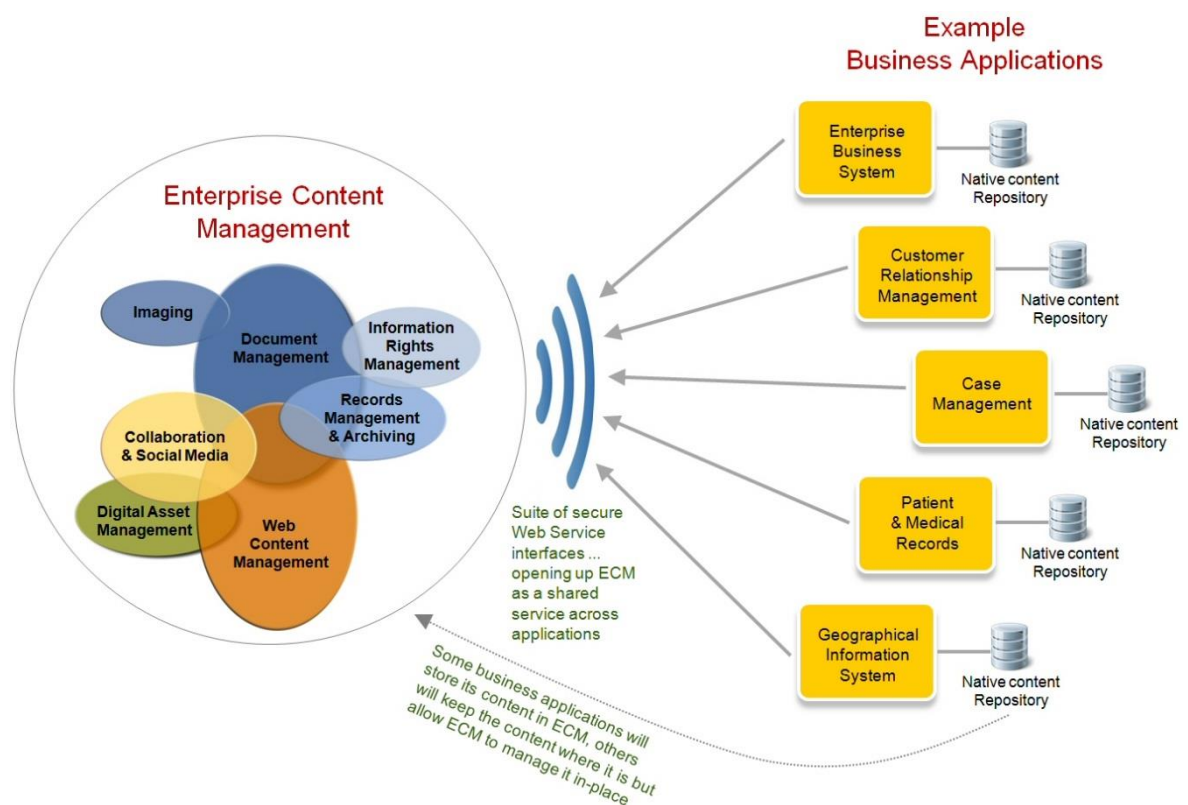 Example
Business Applications
Enterprise Content
Management
Imaging
Document
Management
Information
Rights
Management
Records
Management
& Archiving
Collaboration
& Social Media
Digital Asset
Management
Web
Content
Management
Suite of secure
Web Service
interfaces ...
opening up ECM
as a shared
service across
applications
Some business applications will
store its content in ECM, others
will keep the content where it is but
allow ECM to manage it in-place
Enterprise
Business
System
Native content
Repository
Customer
Relationship
Management
Native content
Repository
Case
Management
Native content
Repository
Patient
& Medical
Records
Native content
Repository
Geographical
Information
System
Native content
Repository